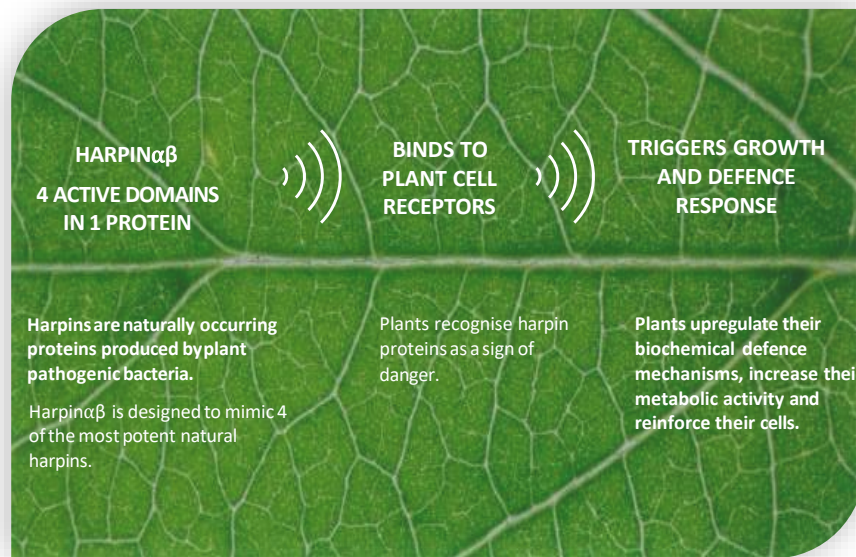 HARPINαβ
4 ACTIVE DOMAINS
IN 1 PROTEIN
BINDS TO
PLANT CELL
RECEPTORS
TRIGGERS GROWTH
AND DEFENCE
RESPONSE
Harpins are naturally occurring
proteins produced by plant
pathogenic bacteria.
Harpinαβ is designed to mimic 4
of the most potent natural
harpins.
Plants recognise harpin
proteins as a sign of
danger.
Plants upregulate their
biochemical defence
mechanisms, increase thei
metabolic activity and
reinforce their cells.